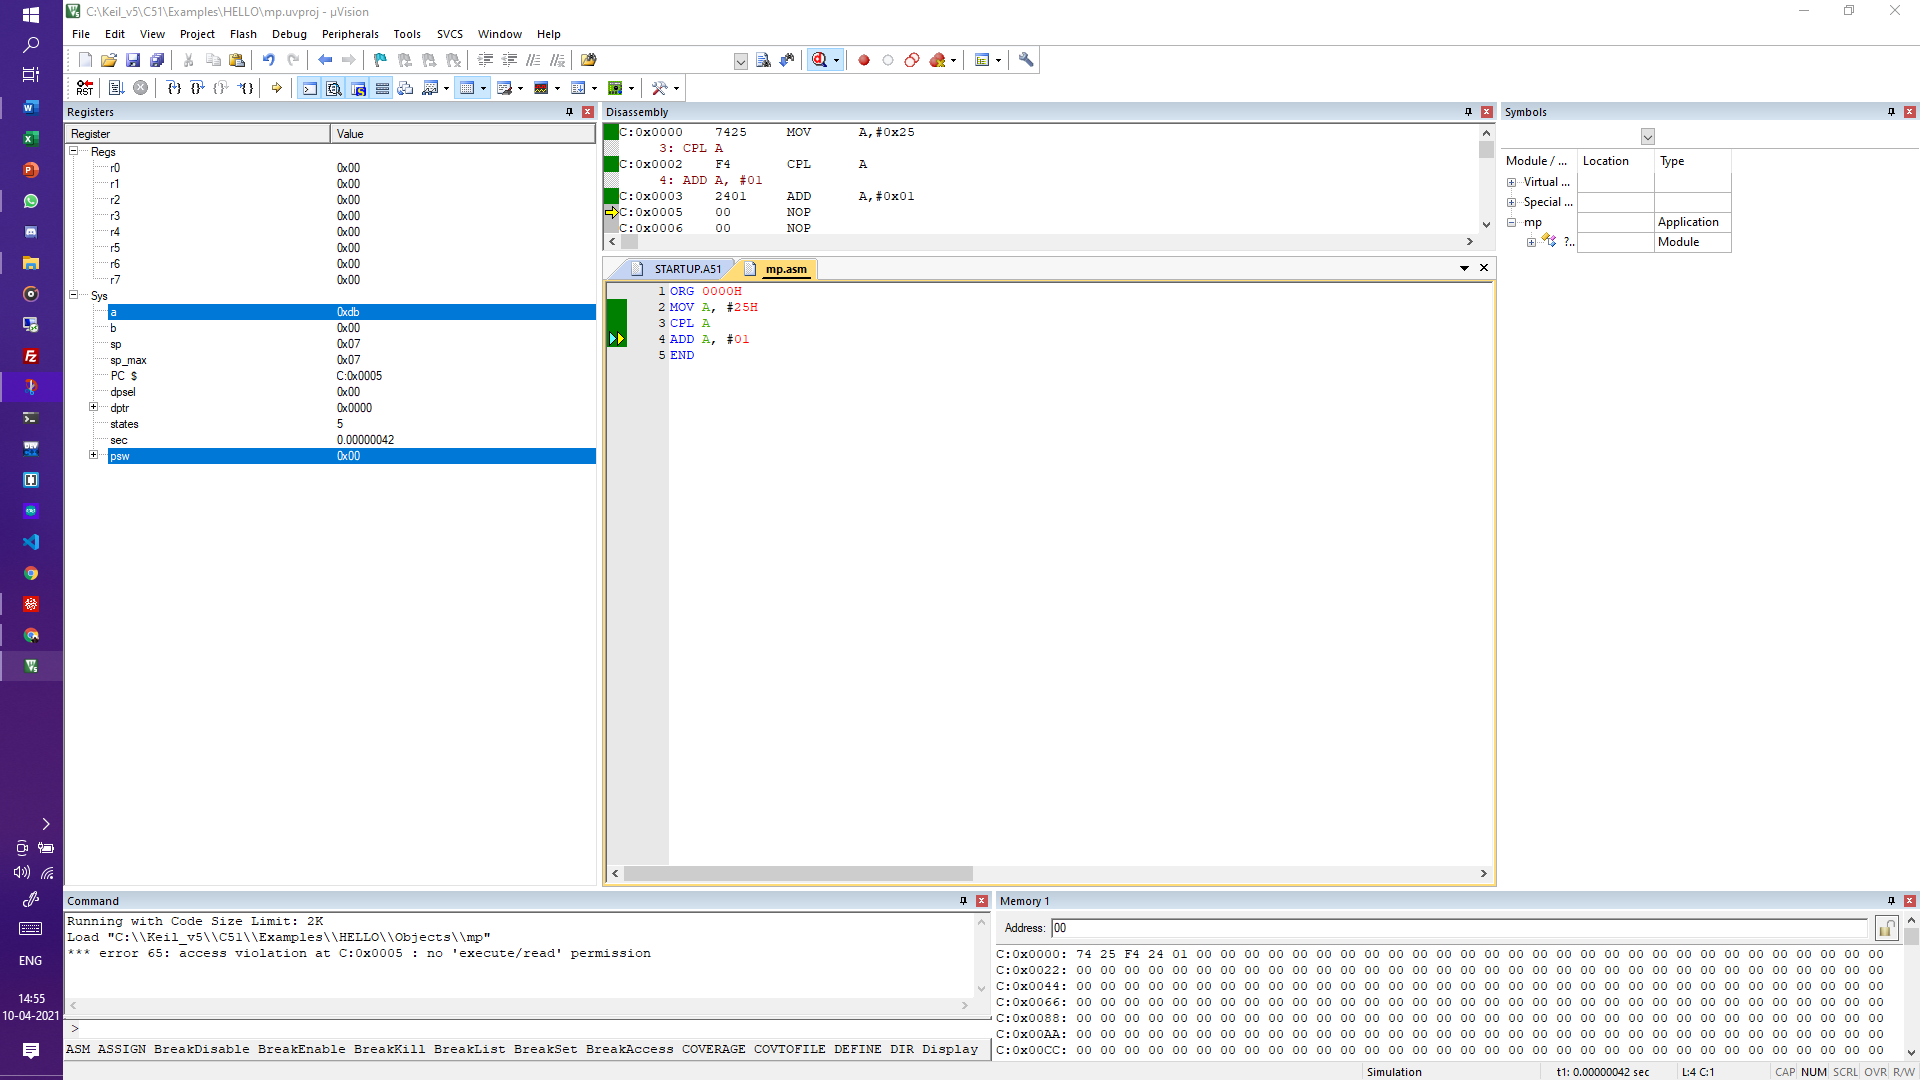 C:\Keil_v5\C51\Examples\HELLO\mp.uvproj - µVision
File Edit View Project Flash Debug Peripherals Tools SVCS Window Help
RST
Registers
Register Value
Regs
r0 0x00
r1 0x00
r2 0x00
r3 0x00
r4 0x00
r5 0x00
r6 0x00
r7 0x00
Sys
a 0xdb
b 0x00
sp 0x07
sp_max 0x07
PC $ C:0x0005
dpsel 0x00
dptr 0x0000
states 5
sec 0.00000042
psw 0x00
Disassembly
C:0x0000 7425 MOV A,#0x25
3: CPL A
C:0x0002 F4 CPL A
4: ADD A, #01
C:0x0003 2401 ADD A,#0x01
C:0x0005 00 NOP
C:0x0006 00 NOP
STARTUP.A51 mp.asm
1 ORG 0000H
2 MOV A, #25H
3 CPL A
4 ADD A, #01
5 END
Symbols
Module / ... Location Type
Virtual ...
Special ...
mp Application
?.. Module
Command
Running with Code Size Limit: 2K
Load "C:\\Keil_v5\\C51\\Examples\\HELLO\\Objects\\mp"
*** error 65: access violation at C:0x0005 : no 'execute/read' permission
>
ASM ASSIGN BreakDisable BreakEnable BreakKill BreakList BreakSet BreakAccess COVERAGE COVTOFILE DEFINE DIR Display
Memory 1
Address: 00
C:0x0000: 74 25 F4 24 01 00 00 00 00 00 00 00 00 00 00 00 00 00 00 00 00 00 00 00 00 00 00 00 00 00 00 00 00 00
C:0x0022: 00 00 00 00 00 00 00 00 00 00 00 00 00 00 00 00 00 00 00 00 00 00 00 00 00 00 00 00 00 00 00 00 00 00
C:0x0044: 00 00 00 00 00 00 00 00 00 00 00 00 00 00 00 00 00 00 00 00 00 00 00 00 00 00 00 00 00 00 00 00 00 00
C:0x0066: 00 00 00 00 00 00 00 00 00 00 00 00 00 00 00 00 00 00 00 00 00 00 00 00 00 00 00 00 00 00 00 00 00 00
C:0x0088: 00 00 00 00 00 00 00 00 00 00 00 00 00 00 00 00 00 00 00 00 00 00 00 00 00 00 00 00 00 00 00 00 00 00
C:0x00AA: 00 00 00 00 00 00 00 00 00 00 00 00 00 00 00 00 00 00 00 00 00 00 00 00 00 00 00 00 00 00 00 00 00 00
C:0x00CC: 00 00 00 00 00 00 00 00 00 00 00 00 00 00 00 00 00 00 00 00 00 00 00 00 00 00 00 00 00 00 00 00 00 00
Simulation t1: 0.00000042 sec L:4 C:1 CAP NUM SCRL OVR R/W
ENG
14:55
10-04-2021